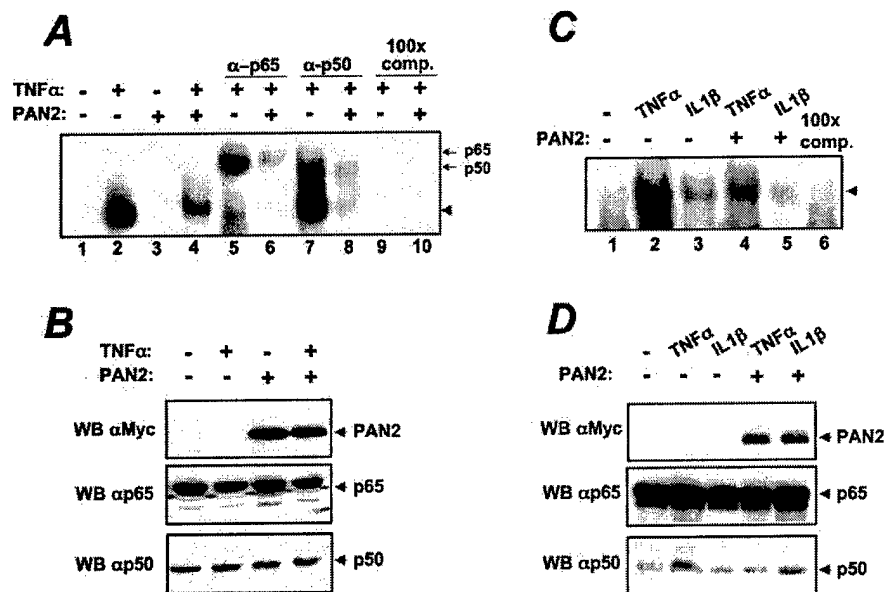 A
α–p65 α-p50 100x comp.
TNFα: - + - + + + + + + +
PAN2: - - + + - + - + - +
p65
p50
1 2 3 4 5 6 7 8 9 10
C
- TNFα IL1β TNFα IL1β 100x comp.
PAN2: - - - + +
1 2 3 4 5 6
B
TNFα: - + - +
PAN2: - - + +
WB αMyc PAN2
WB αp65 p65
WB αp50 p50
D
- TNFα IL1β TNFα IL1β
PAN2: - - - + +
WB αMyc PAN2
WB αp65 p65
WB αp50 p50